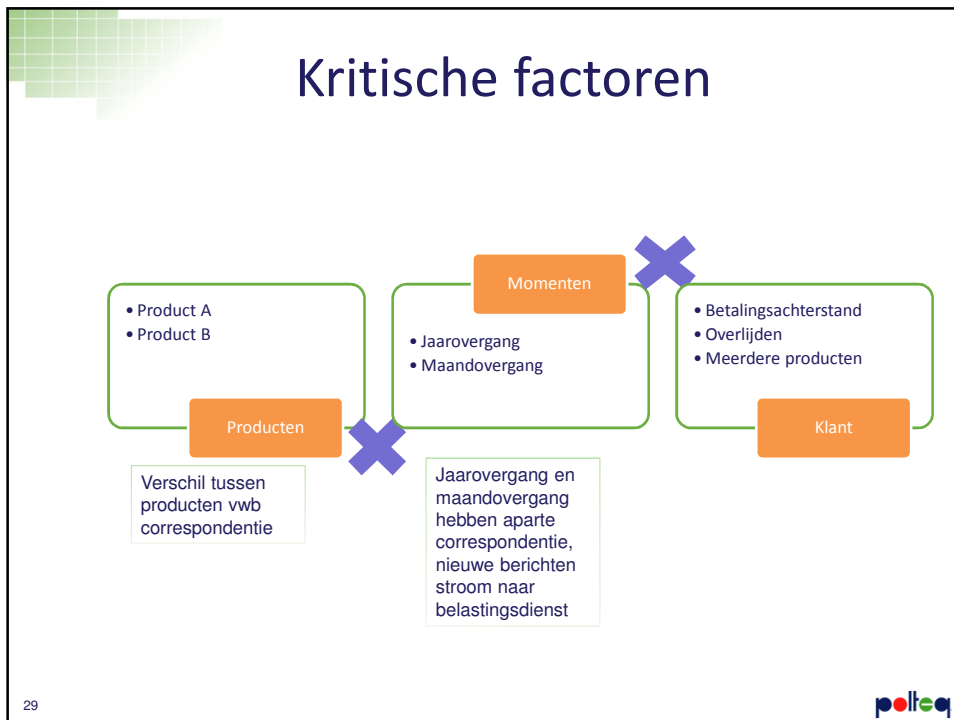 Kritische factoren
• Product A
• Product B
Producten
Verschil tussen
producten vwb
correspondentie
Momenten
• Jaarovergang
• Maandovergang
Jaarovergang en
maandovergang
hebben aparte
correspondentie,
nieuwe berichten
stroom naar
belastingsdienst
• Betalingsachterstand
• Overlijden
• Meerdere producten
Klant
29
polteq